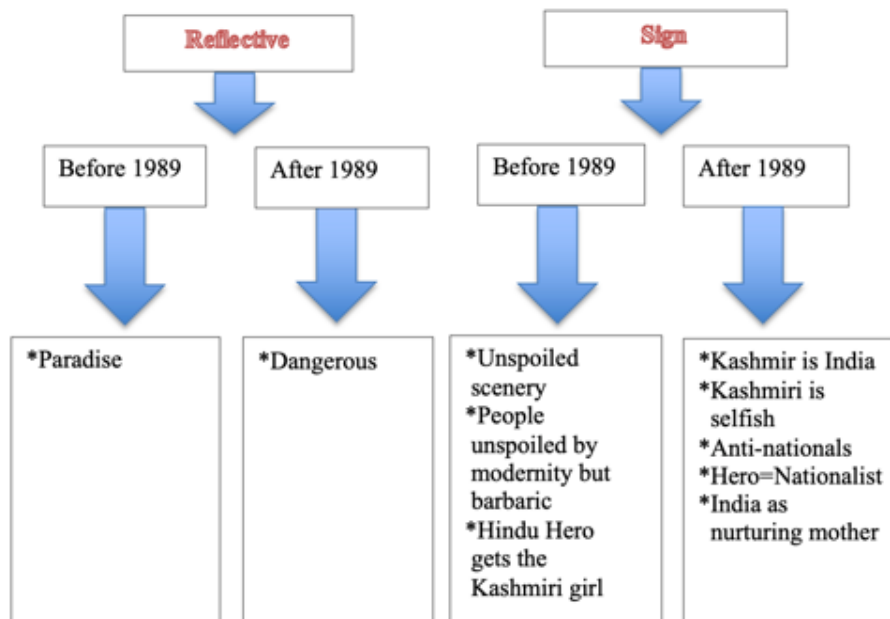 Reflective
Sign
Before 1989
After 1989
Before 1989
After 1989
*Paradise
*Dangerous
*Unspoiled
scenery
*People
unspoiled by
modernity but
barbaric
*Hindu Hero
gets the
Kashmiri girl
*Kashmir is India
*Kashmiri is
selfish
*Anti-nationals
*Hero=Nationalist
*India as
nurturing mother